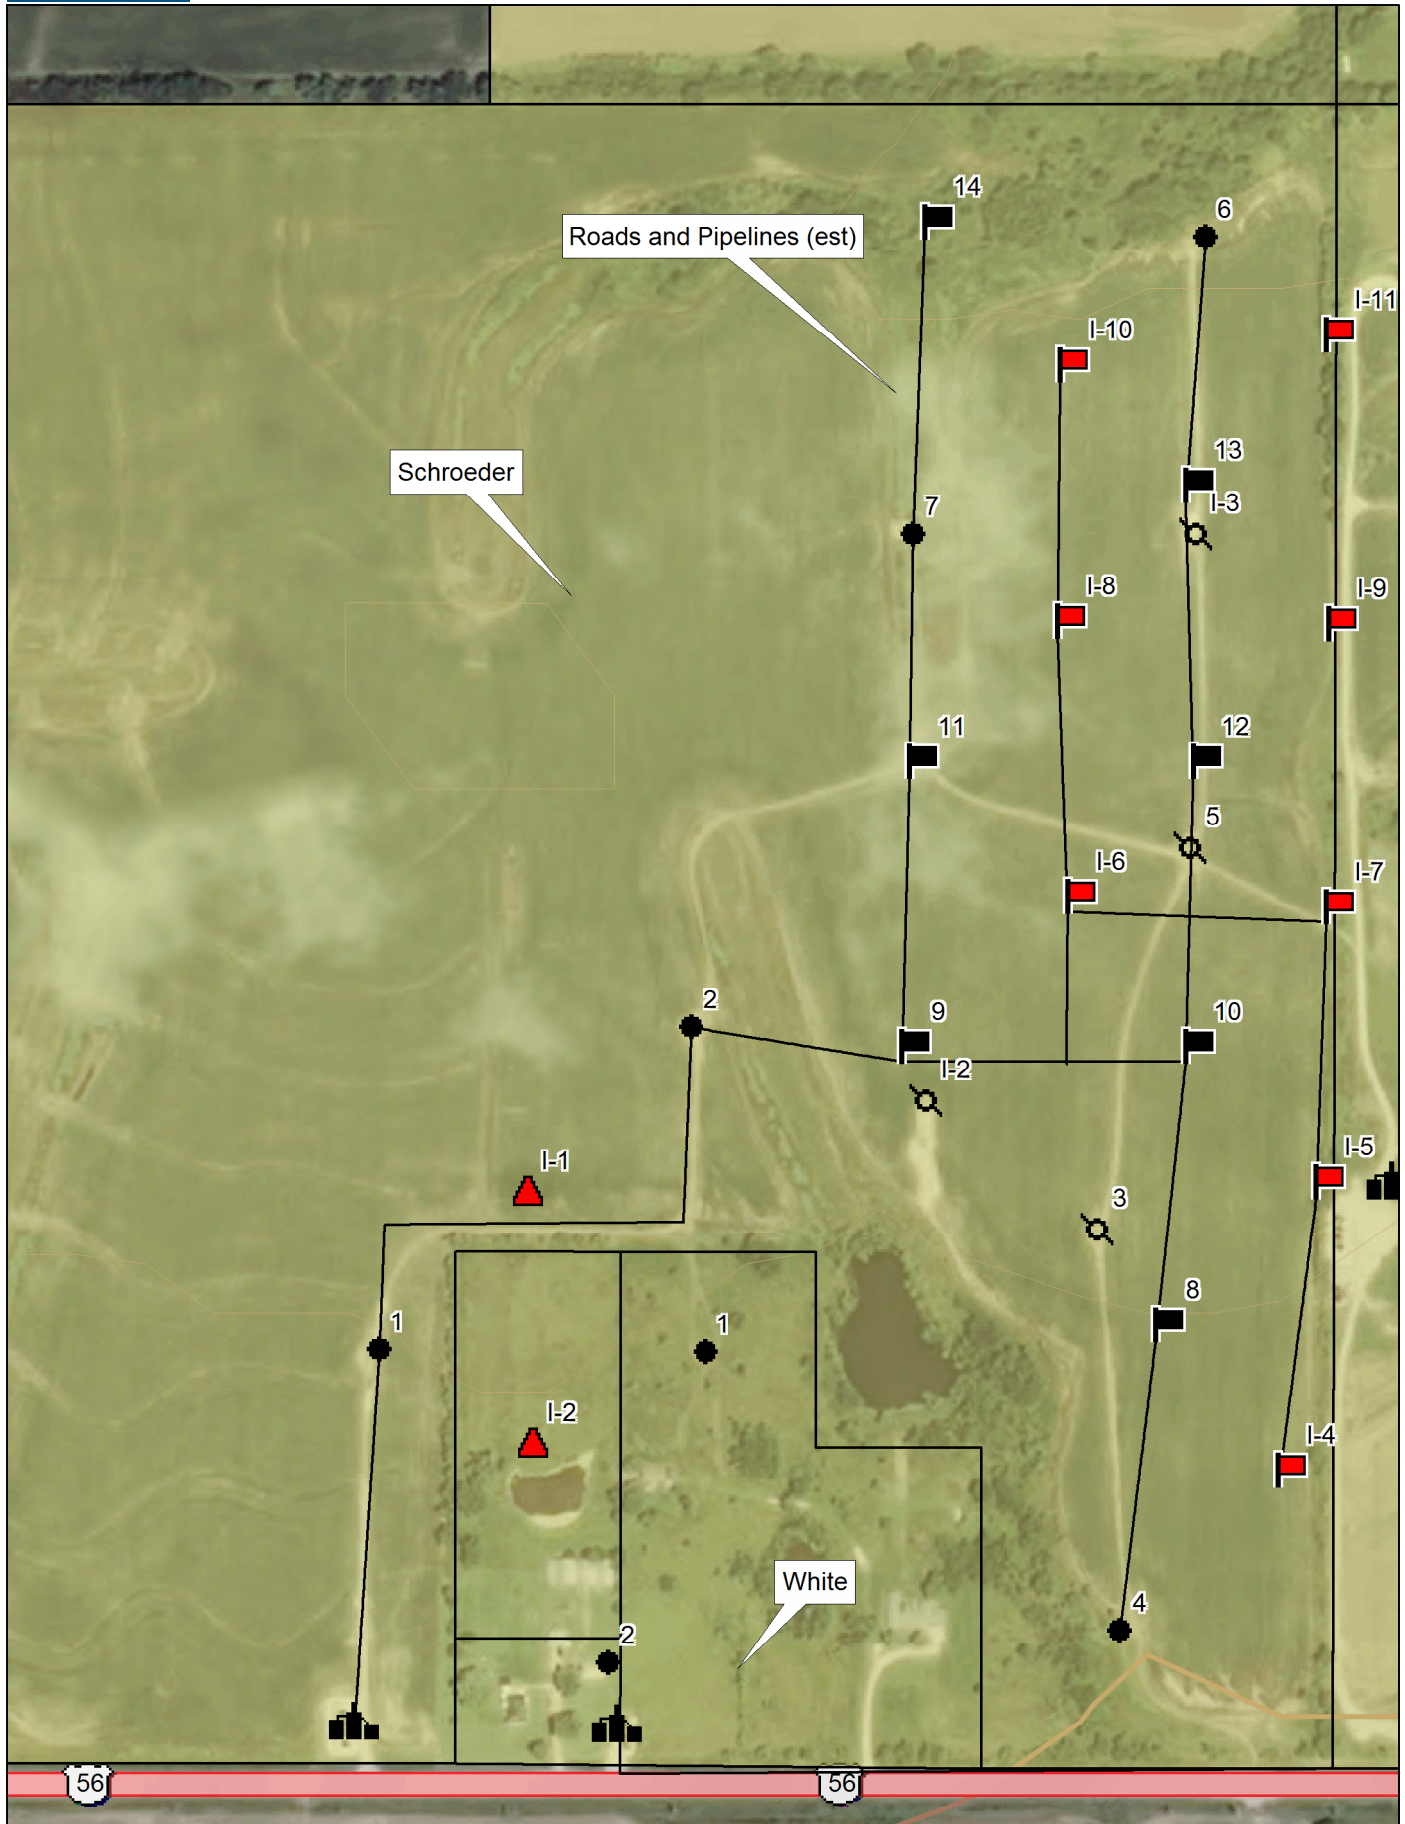 14
6
Roads and Pipelines (est)
I-11
I-10
13
Schroeder
I-3
7
I-8
I-9
11
12
5
I-6
I-7
2
9
10
I-2
I-5
I-1
3
8
1
1
I-2
I-4
White
4
2
56
56